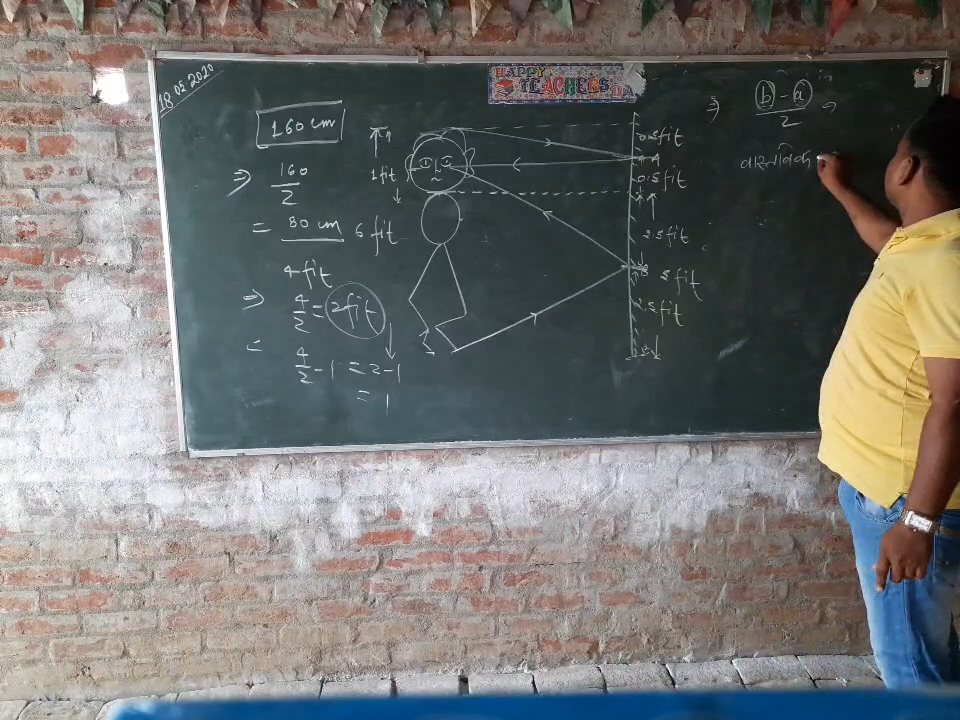 18.05.2020
HAPPY
TEACHER'S DA
160 cm
⇒ 160/2
= 80 cm
6 fit
4 fit
⇒ 4/2 = 2 fit
4/2 - 1 = 2-1
= 1
1 fit
0.5 fit
A
0.5 fit
2.5 fit
B
5 fit
2.5 fit
⇒ b - a / 2
वास्तविक